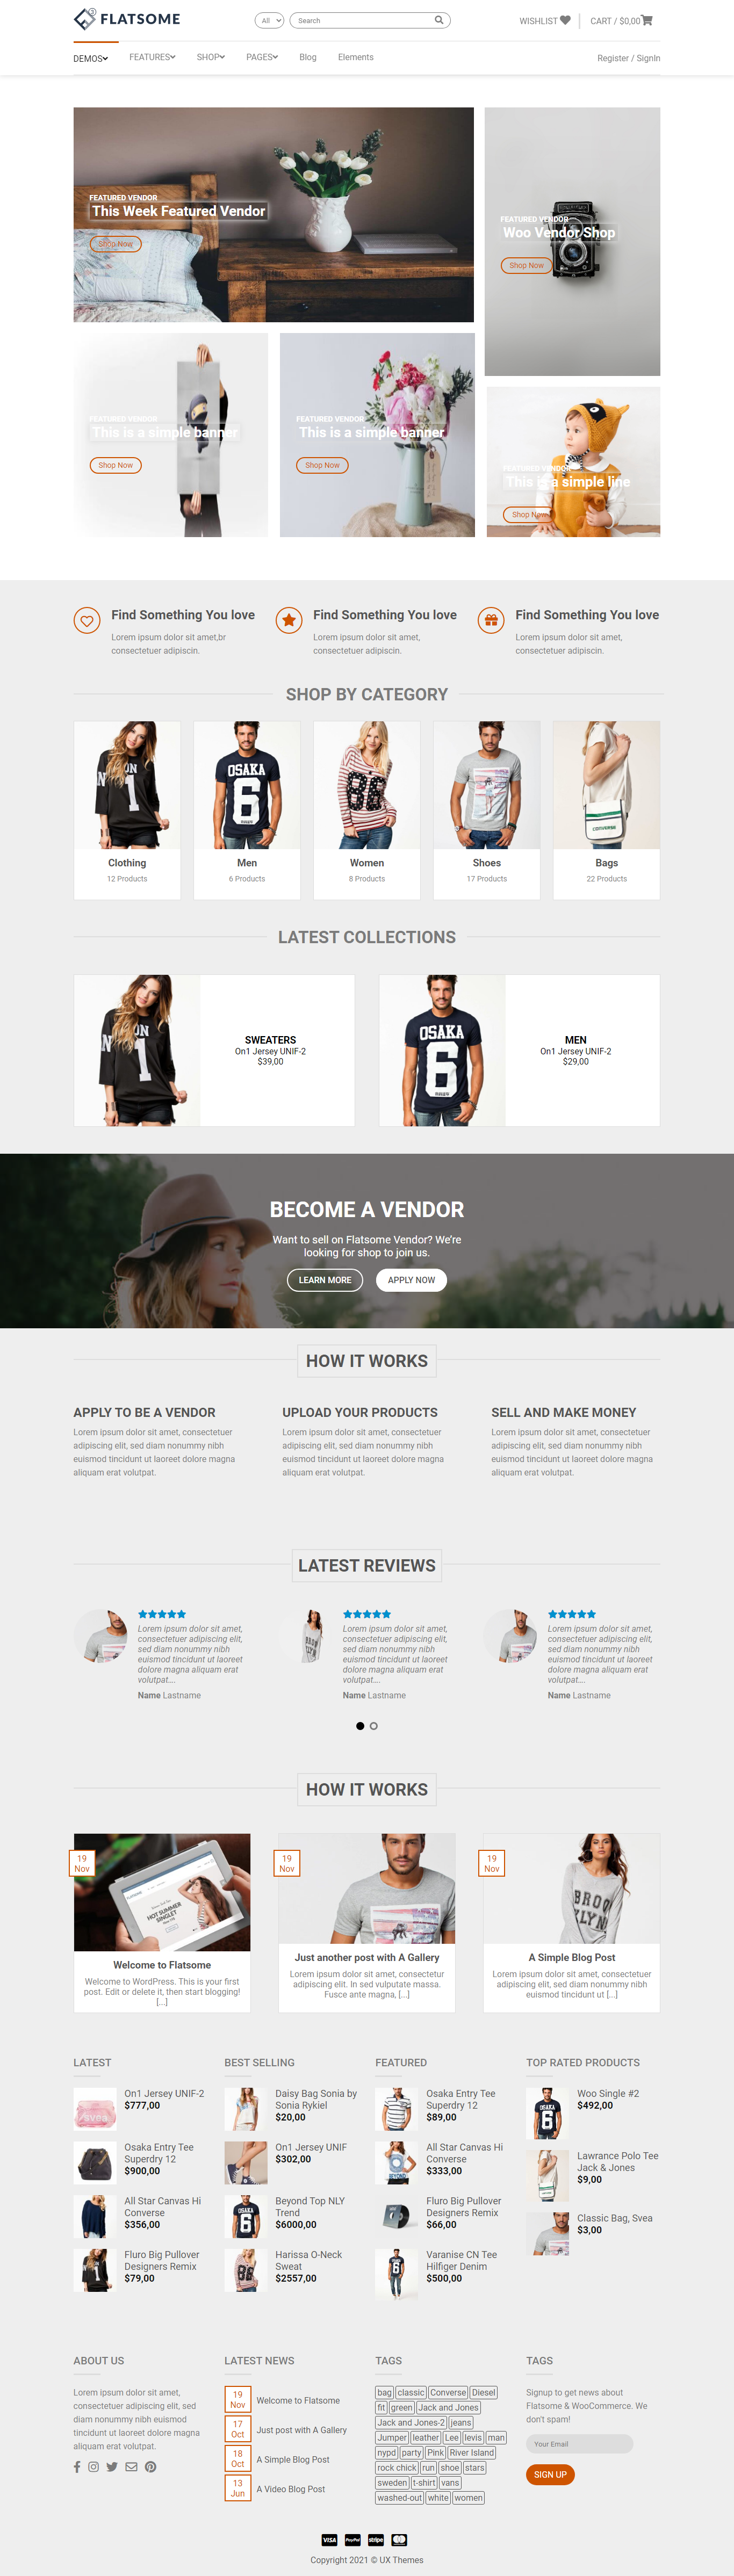 FLATSOME
All
Search
WISHLIST
CART / $0,00
DEMOS
FEATURES
SHOP
PAGES
Blog
Elements
Register / SignIn
FEATURED VENDOR
This Week Featured Vendor
Shop Now
FEATURED VENDOR
Woo Vendor Shop
Shop Now
FEATURED VENDOR
This is a simple banner
Shop Now
FEATURED VENDOR
This is a simple banner
Shop Now
FEATURED VENDOR
This is a simple line
Shop Now
Find Something You love
Lorem ipsum dolor sit amet,br
consectetuer adipiscin.
Find Something You love
Lorem ipsum dolor sit amet,
consectetuer adipiscin.
Find Something You love
Lorem ipsum dolor sit amet,
consectetuer adipiscin.
SHOP BY CATEGORY
OSAKA
6
CONVERSE
Clothing
12 Products
Men
6 Products
Women
8 Products
Shoes
17 Products
Bags
22 Products
LATEST COLLECTIONS
SWEATERS
On1 Jersey UNIF-2
$39,00
OSAKA
6
MEN
On1 Jersey UNIF-2
$29,00
BECOME A VENDOR
Want to sell on Flatsome Vendor? We're
looking for shop to join us.
LEARN MORE
APPLY NOW
HOW IT WORKS
APPLY TO BE A VENDOR
Lorem ipsum dolor sit amet, consectetuer
adipiscing elit, sed diam nonummy nibh
euismod tincidunt ut laoreet dolore magna
aliquam erat volutpat.
UPLOAD YOUR PRODUCTS
Lorem ipsum dolor sit amet, consectetuer
adipiscing elit, sed diam nonummy nibh
euismod tincidunt ut laoreet dolore magna
aliquam erat volutpat.
SELL AND MAKE MONEY
Lorem ipsum dolor sit amet, consectetuer
adipiscing elit, sed diam nonummy nibh
euismod tincidunt ut laoreet dolore magna
aliquam erat volutpat.
LATEST REVIEWS
Lorem ipsum dolor sit amet,
consectetuer adipiscing elit,
sed diam nonummy nibh
euismod tincidunt ut laoreet
dolore magna aliquam erat
volutpat....
Name Lastname
Lorem ipsum dolor sit amet,
consectetuer adipiscing elit,
sed diam nonummy nibh
euismod tincidunt ut laoreet
dolore magna aliquam erat
volutpat....
Name Lastname
Lorem ipsum dolor sit amet,
consectetuer adipiscing elit,
sed diam nonummy nibh
euismod tincidunt ut laoreet
dolore magna aliquam erat
volutpat....
Name Lastname
HOW IT WORKS
19
Nov
HOT SUMMER
SINGLET
Welcome to Flatsome
Welcome to WordPress. This is your first
post. Edit or delete it, then start blogging!
[...]
19
Nov
Just another post with A Gallery
Lorem ipsum dolor sit amet, consectetur
adipiscing elit. In sed vulputate massa.
Fusce ante magna, [...]
19
Nov
BROO
KLYN
A Simple Blog Post
Lorem ipsum dolor sit amet, consectetuer
adipiscing elit, sed diam nonummy nibh
euismod tincidunt ut [...]
LATEST
On1 Jersey UNIF-2
$777,00
Osaka Entry Tee
Superdry 12
$900,00
All Star Canvas Hi
Converse
$356,00
Fluro Big Pullover
Designers Remix
$79,00
BEST SELLING
Daisy Bag Sonia by
Sonia Rykiel
$20,00
On1 Jersey UNIF
$302,00
Beyond Top NLY
Trend
$6000,00
Harissa O-Neck
Sweat
$2557,00
FEATURED
Osaka Entry Tee
Superdry 12
$89,00
All Star Canvas Hi
Converse
$333,00
Fluro Big Pullover
Designers Remix
$66,00
Varanise CN Tee
Hilfiger Denim
$500,00
TOP RATED PRODUCTS
Woo Single #2
$492,00
Lawrance Polo Tee
Jack & Jones
$9,00
Classic Bag, Svea
$3,00
ABOUT US
Lorem ipsum dolor sit amet,
consectetuer adipiscing elit, sed
diam nonummy nibh euismod
tincidunt ut laoreet dolore magna
aliquam erat volutpat.
LATEST NEWS
19
Nov
Welcome to Flatsome
17
Oct
Just post with A Gallery
18
Oct
A Simple Blog Post
13
Jun
A Video Blog Post
TAGS
bag classic Converse Diesel
fit green Jack and Jones
Jack and Jones-2 jeans
Jumper leather Lee levis man
nypd party Pink River Island
rock chick run shoe stars
sweden t-shirt vans
washed-out white women
TAGS
Signup to get news about
Flatsome & WooCommerce. We
don't spam!
Your Email
SIGN UP
VISA PayPal stripe
Copyright 2021 © UX Themes